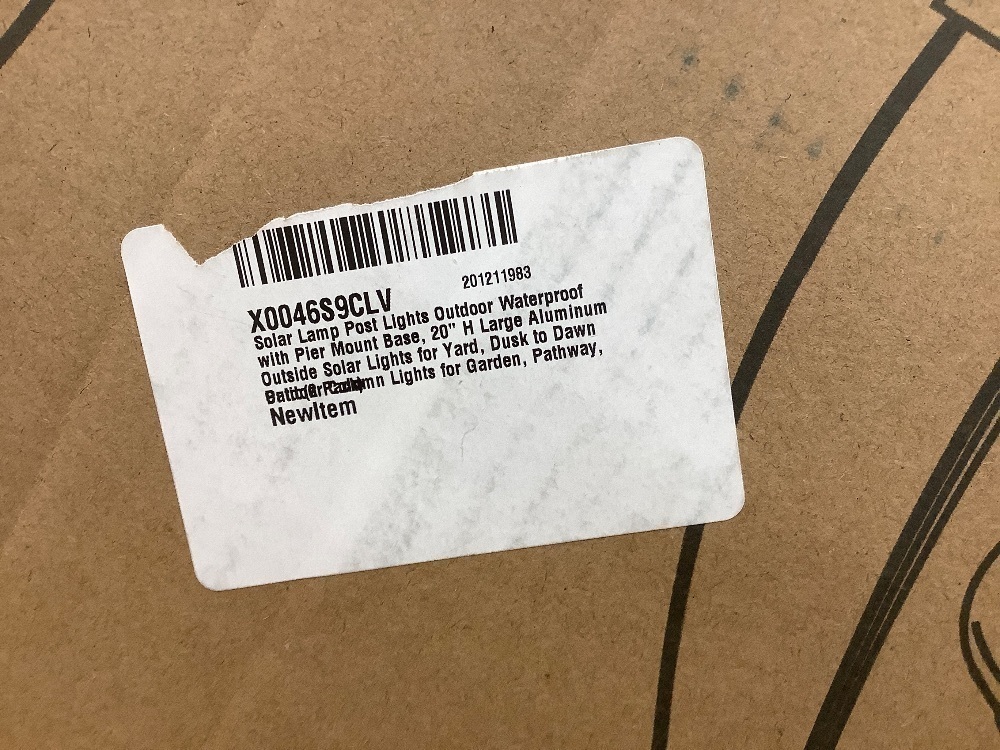 201211983
X0046S9CLV
Solar Lamp Post Lights Outdoor Waterproof
with Pier Mount Base, 20" H Large Aluminum
Outside Solar Lights for Yard, Dusk to Dawn
Lights for Garden, Pathway,
NewItem